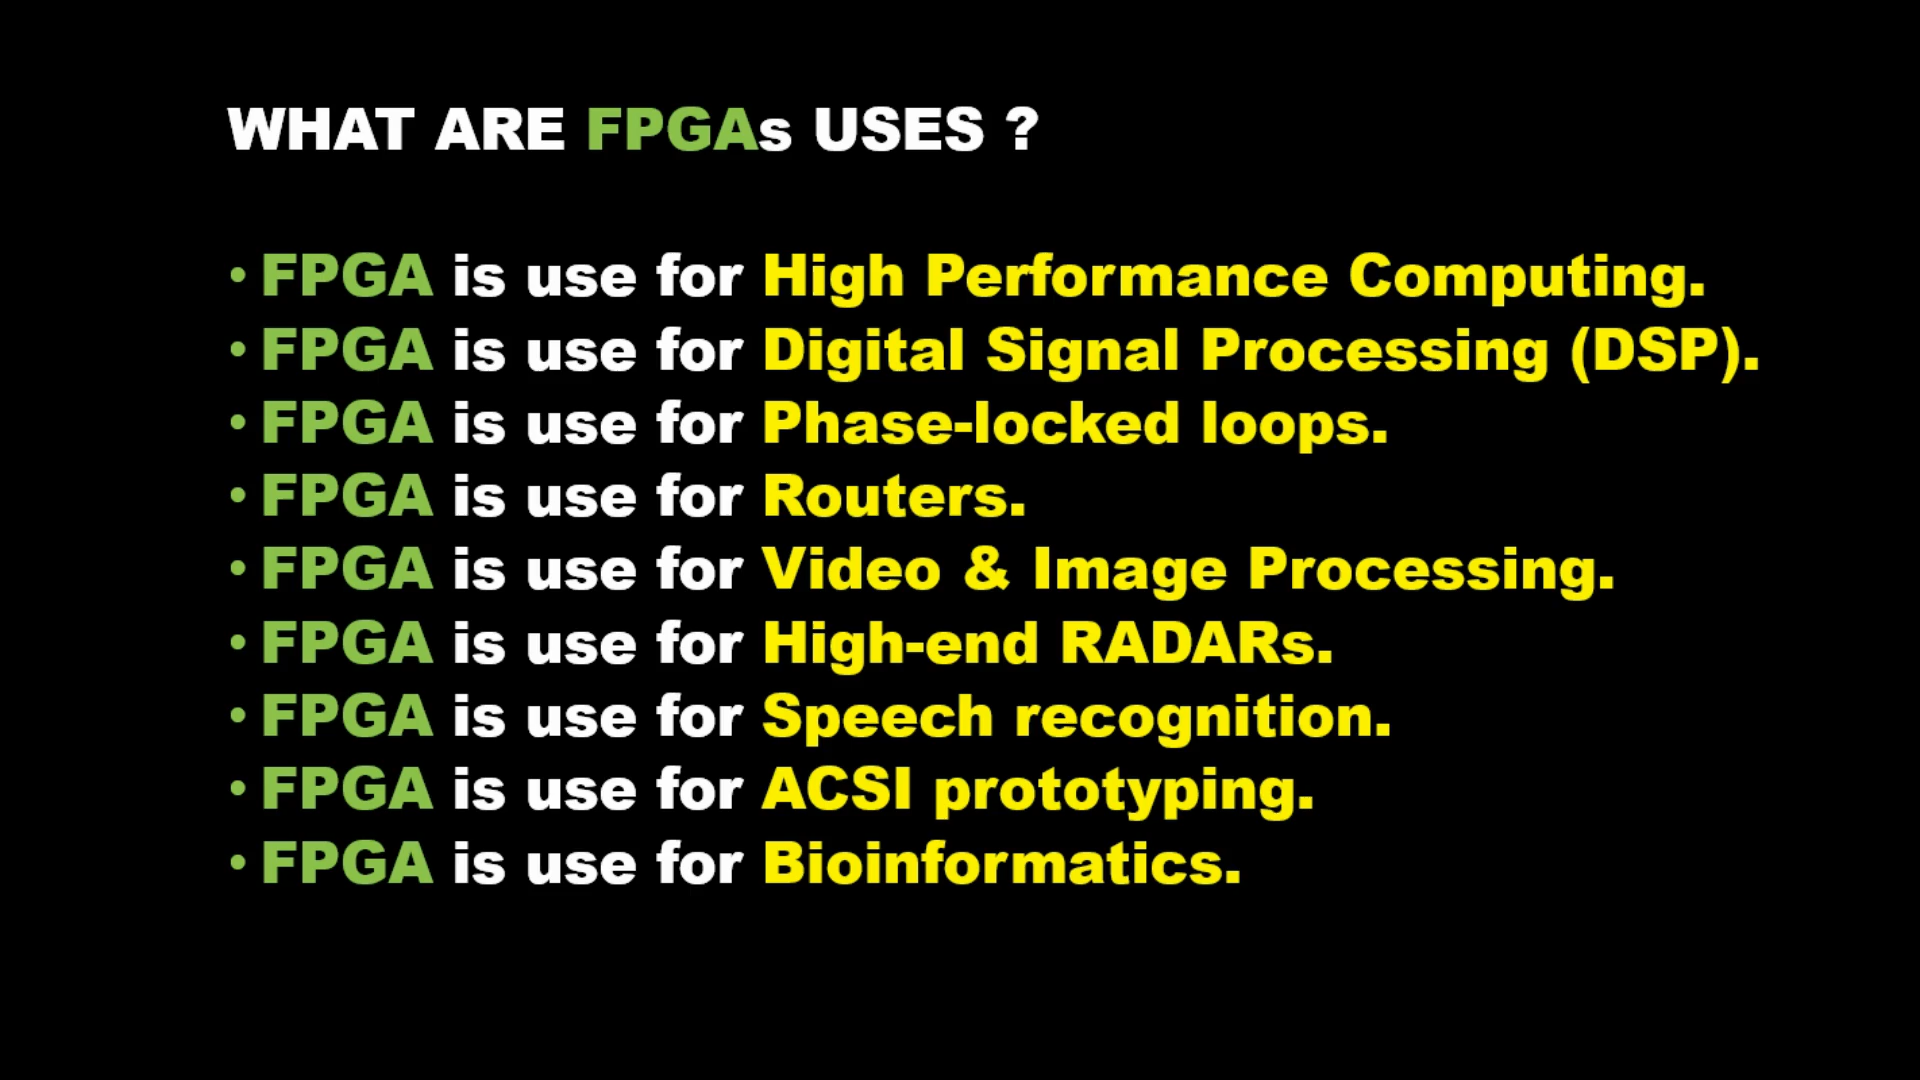 WHAT ARE FPGAs USES ?
• FPGA is use for High Performance Computing.
• FPGA is use for Digital Signal Processing (DSP).
• FPGA is use for Phase-locked loops.
• FPGA is use for Routers.
• FPGA is use for Video & Image Processing.
• FPGA is use for High-end RADARs.
• FPGA is use for Speech recognition.
• FPGA is use for ACSI prototyping.
• FPGA is use for Bioinformatics.